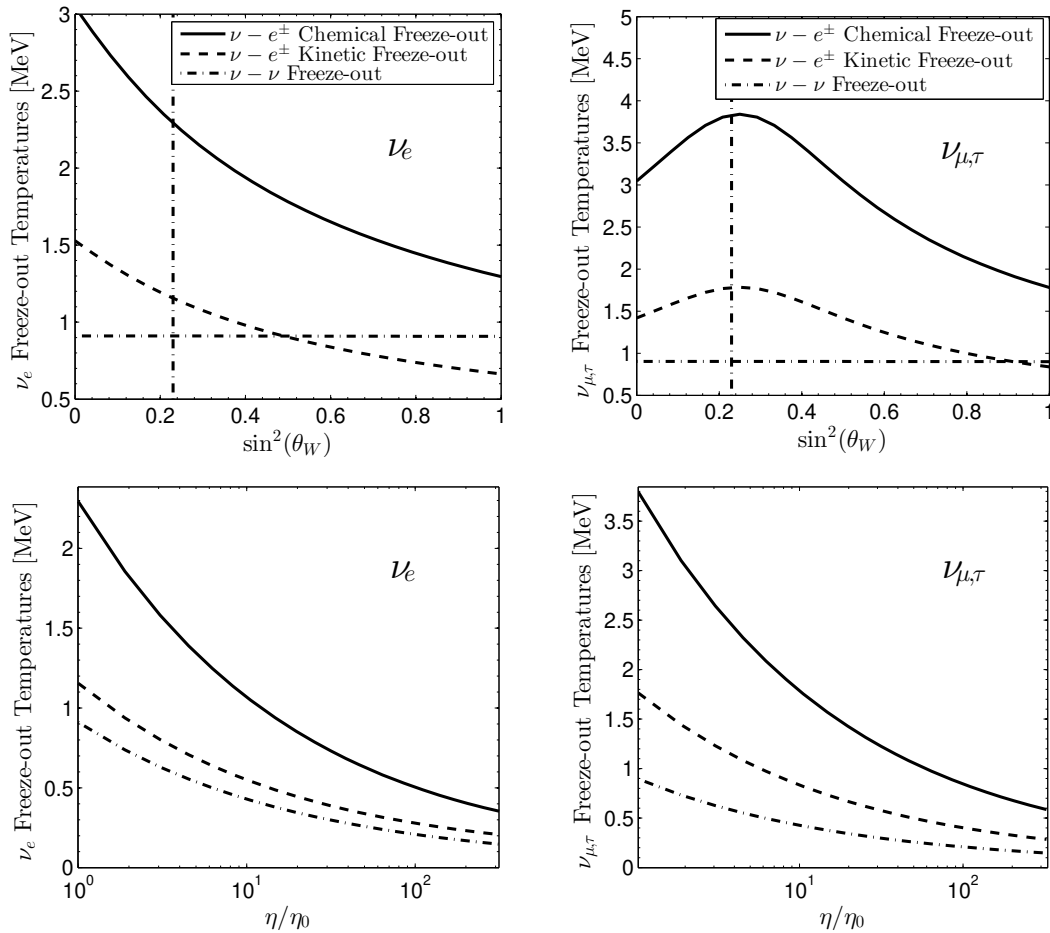 ν − e± Chemical Freeze-out
ν − e± Kinetic Freeze-out
ν − ν Freeze-out
νe
νe Freeze-out Temperatures [MeV]
3
2.5
2
1.5
1
0.5
0 0.2 0.4 0.6 0.8 1
sin²(θW)
ν − e± Chemical Freeze-out
ν − e± Kinetic Freeze-out
ν − ν Freeze-out
νμ,τ
νμ,τ Freeze-out Temperatures [MeV]
5
4.5
4
3.5
3
2.5
2
1.5
1
0.5
0 0.2 0.4 0.6 0.8 1
sin²(θW)
νe
νe Freeze-out Temperatures [MeV]
2
1.5
1
0.5
0
10⁰ 10¹ 10²
η/η0
νμ,τ
νμ,τ Freeze-out Temperatures [MeV]
3.5
3
2.5
2
1.5
1
0.5
0
10¹ 10²
η/η0